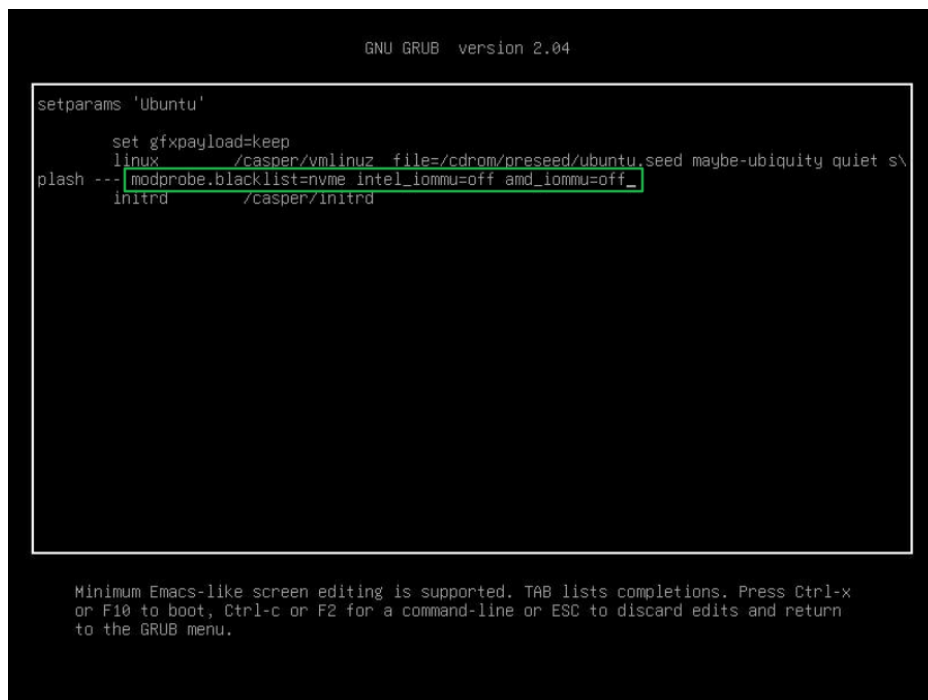 GNU GRUB  version 2.04
setparams 'Ubuntu'
set gfxpayload=keep
linux        /casper/vmlinuz  file=/cdrom/preseed/ubuntu.seed maybe-ubiquity quiet s\
plash --- modprobe.blacklist=nvme intel_iommu=off amd_iommu=off_
initrd        /casper/initrd
Minimum Emacs-like screen editing is supported. TAB lists completions. Press Ctrl-x
or F10 to boot, Ctrl-c or F2 for a command-line or ESC to discard edits and return
to the GRUB menu.